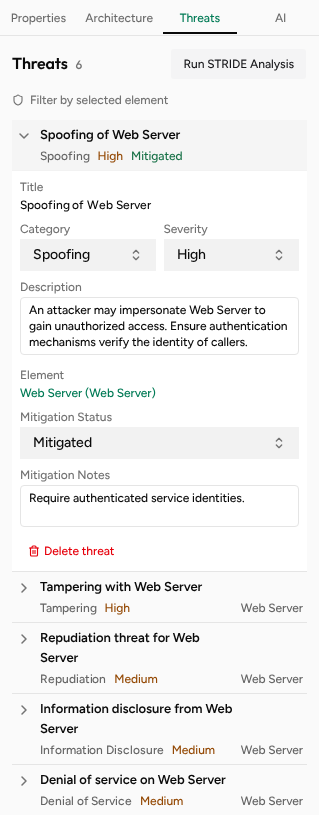 Properties Architecture Threats AI
Threats 6 Run STRIDE Analysis
Filter by selected element
Spoofing of Web Server
Spoofing High Mitigated
Title
Spoofing of Web Server
Category Severity
Spoofing High
Description
An attacker may impersonate Web Server to
gain unauthorized access. Ensure authentication
mechanisms verify the identity of callers.
Element
Web Server (Web Server)
Mitigation Status
Mitigated
Mitigation Notes
Require authenticated service identities.
Delete threat
Tampering with Web Server
Tampering High Web Server
Repudiation threat for Web
Server
Repudiation Medium Web Server
Information disclosure from Web
Server
Information Disclosure Medium Web Server
Denial of service on Web Server
Denial of Service Medium Web Server